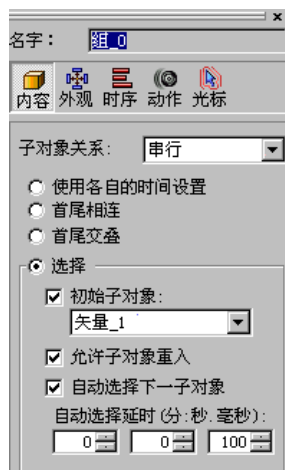 名字：组_0
内容 外观 时序 动作 光标
子对象关系：串行
使用各自的时间设置
首尾相连
首尾交叠
选择
初始子对象：
矢量_1
允许子对象重入
自动选择下一子对象
自动选择延时(分:秒.毫秒)：
0 0 100